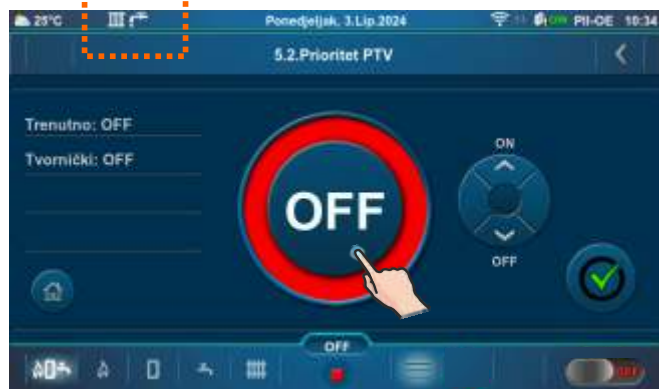 25°C Ponedjeljak, 3.Lip.2024 PII-OE 10:34
5.2.Prioritet PTV
Trenutno: OFF
Tvornički: OFF
OFF
ON
OFF
OFF
OFF